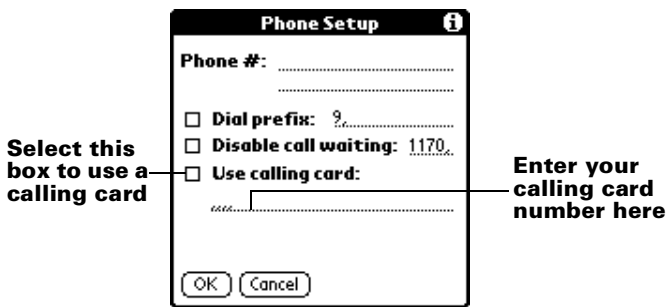 Phone Setup i
Phone #:
Dial prefix: 9,
Disable call waiting: 1170,
Use calling card:
,,,,
OK Cancel
Select this
box to use a
calling card
Enter your
calling card
number here